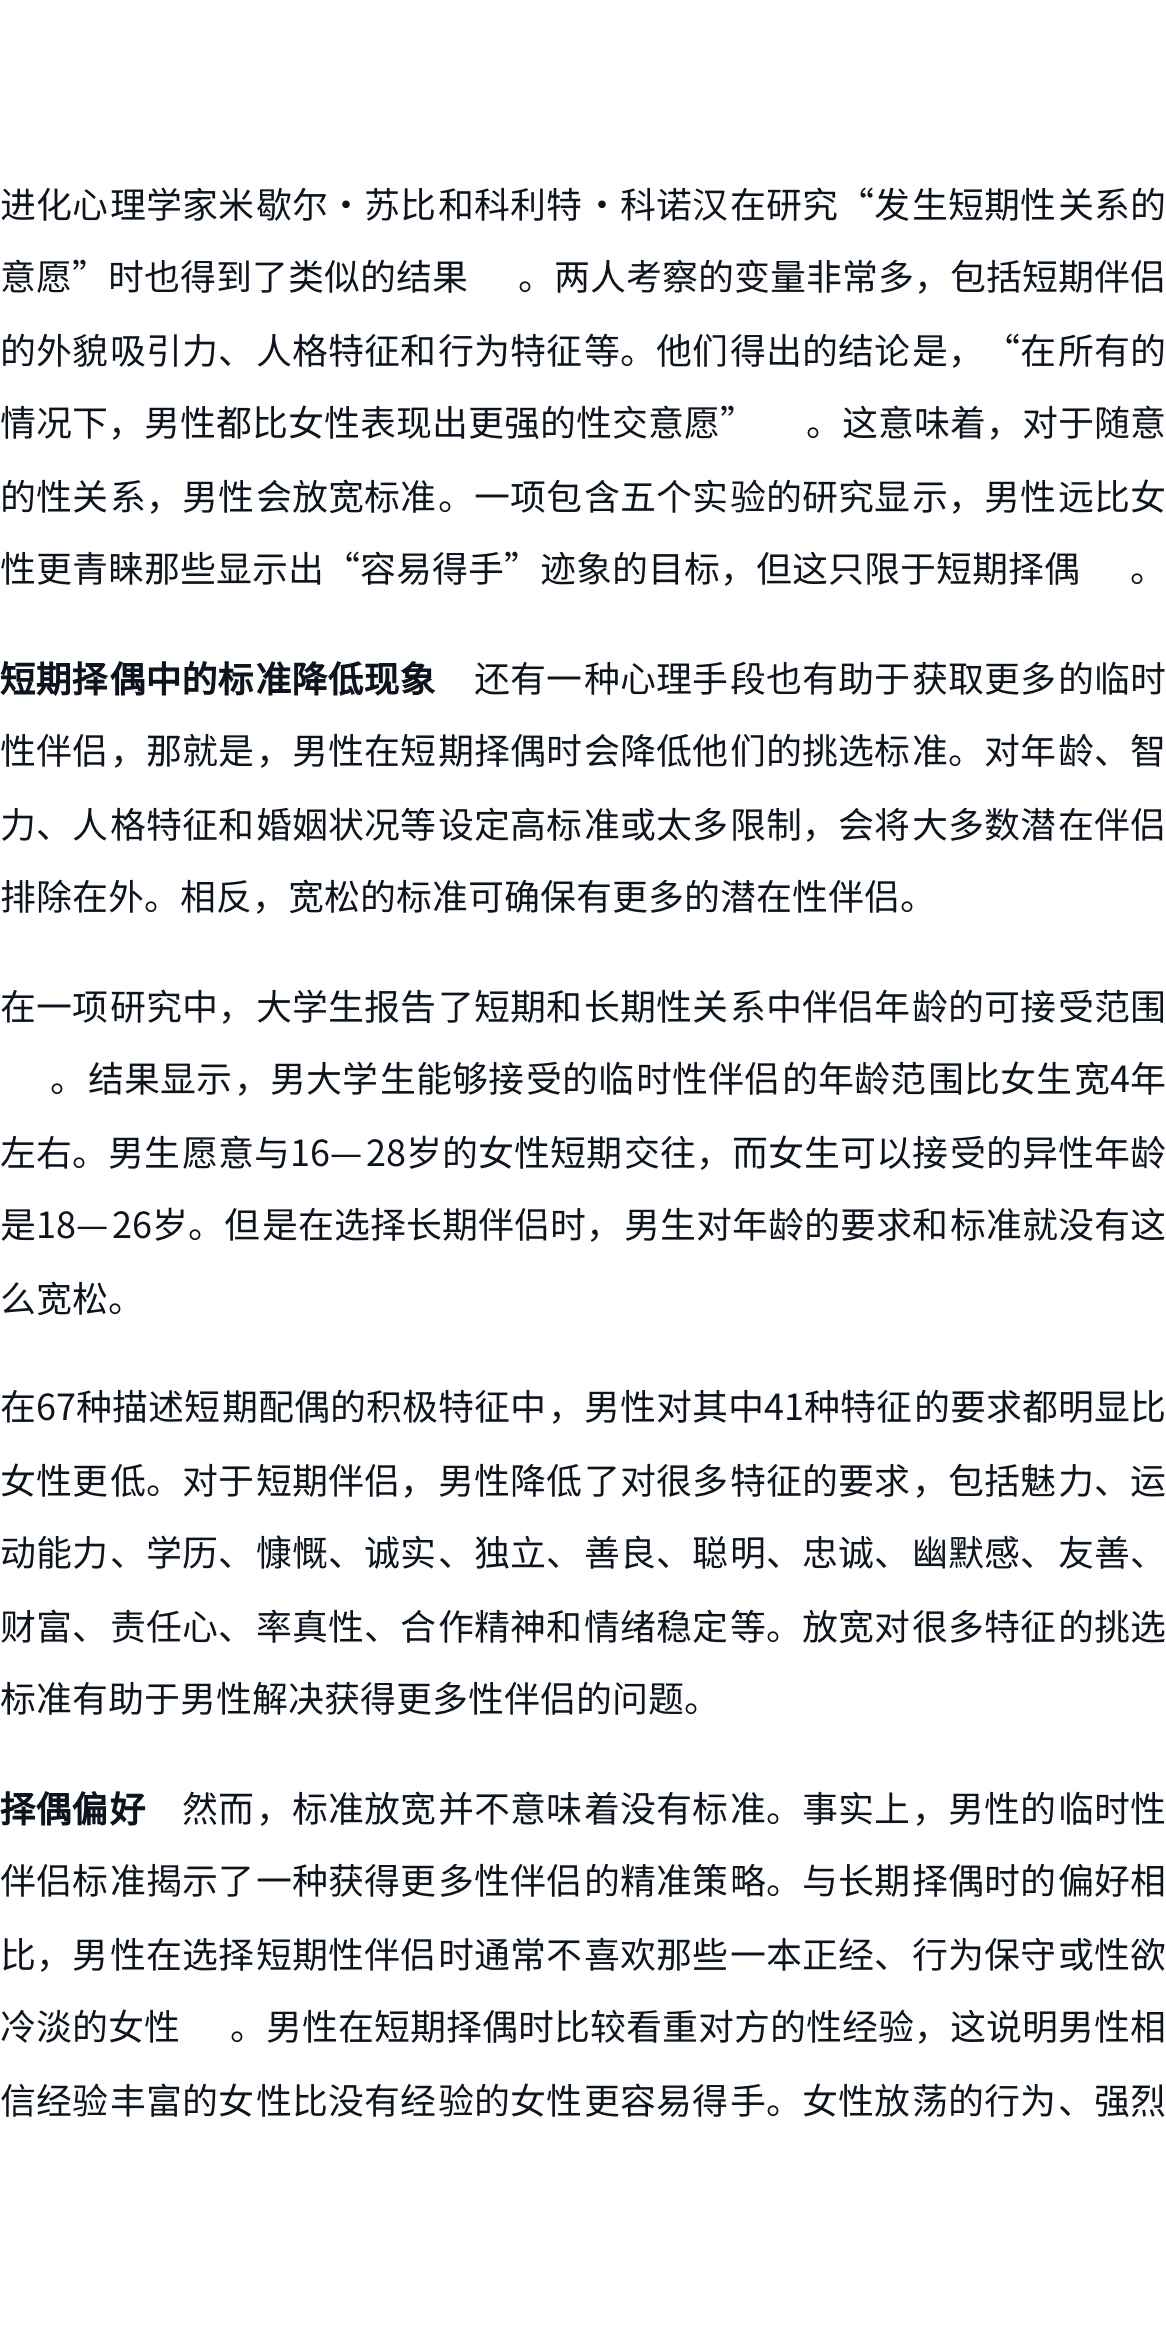 进化心理学家米歇尔·苏比和科利特·科诺汉在研究“发生短期性关系的
意愿”时也得到了类似的结果　。两人考察的变量非常多，包括短期伴侣
的外貌吸引力、人格特征和行为特征等。他们得出的结论是，“在所有的
情况下，男性都比女性表现出更强的性交意愿”　。这意味着，对于随意
的性关系，男性会放宽标准。一项包含五个实验的研究显示，男性远比女
性更青睐那些显示出“容易得手”迹象的目标，但这只限于短期择偶　。
短期择偶中的标准降低现象　还有一种心理手段也有助于获取更多的临时
性伴侣，那就是，男性在短期择偶时会降低他们的挑选标准。对年龄、智
力、人格特征和婚姻状况等设定高标准或太多限制，会将大多数潜在伴侣
排除在外。相反，宽松的标准可确保有更多的潜在性伴侣。
在一项研究中，大学生报告了短期和长期性关系中伴侣年龄的可接受范围
　。结果显示，男大学生能够接受的临时性伴侣的年龄范围比女生宽4年
左右。男生愿意与16—28岁的女性短期交往，而女生可以接受的异性年龄
是18—26岁。但是在选择长期伴侣时，男生对年龄的要求和标准就没有这
么宽松。
在67种描述短期配偶的积极特征中，男性对其中41种特征的要求都明显比
女性更低。对于短期伴侣，男性降低了对很多特征的要求，包括魅力、运
动能力、学历、慷慨、诚实、独立、善良、聪明、忠诚、幽默感、友善、
财富、责任心、率真性、合作精神和情绪稳定等。放宽对很多特征的挑选
标准有助于男性解决获得更多性伴侣的问题。
择偶偏好　然而，标准放宽并不意味着没有标准。事实上，男性的临时性
伴侣标准揭示了一种获得更多性伴侣的精准策略。与长期择偶时的偏好相
比，男性在选择短期性伴侣时通常不喜欢那些一本正经、行为保守或性欲
冷淡的女性　。男性在短期择偶时比较看重对方的性经验，这说明男性相
信经验丰富的女性比没有经验的女性更容易得手。女性放荡的行为、强烈